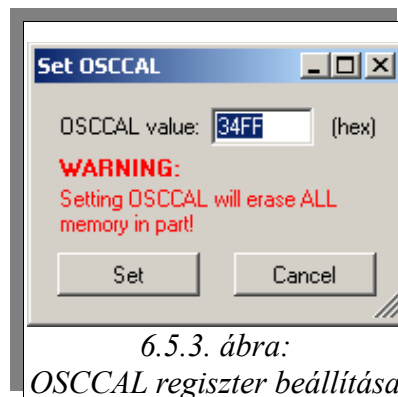 Set OSCCAL
OSCCAL value: 34FF (hex)
WARNING:
Setting OSCCAL will erase ALL
memory in part!
Set Cancel
6.5.3. ábra:
OSCCAL regiszter beállítása